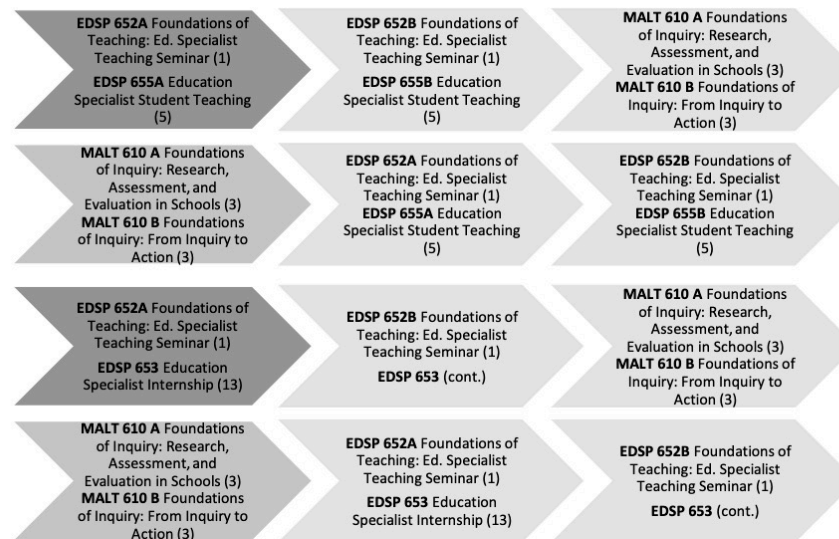 EDSP 652A Foundations of
Teaching: Ed. Specialist
Teaching Seminar (1)
EDSP 655A Education
Specialist Student Teaching
(5)
EDSP 652B Foundations of
Teaching: Ed. Specialist
Teaching Seminar (1)
EDSP 655B Education
Specialist Student Teaching
(5)
MALT 610 A Foundations
of Inquiry: Research,
Assessment, and
Evaluation in Schools (3)
MALT 610 B Foundations of
Inquiry: From Inquiry to
Action (3)
MALT 610 A Foundations
of Inquiry: Research,
Assessment, and
Evaluation in Schools (3)
MALT 610 B Foundations
of Inquiry: From Inquiry to
Action (3)
EDSP 652A Foundations of
Teaching: Ed. Specialist
Teaching Seminar (1)
EDSP 655A Education
Specialist Student Teaching
(5)
EDSP 652B Foundations of
Teaching: Ed. Specialist
Teaching Seminar (1)
EDSP 655B Education
Specialist Student Teaching
(5)
EDSP 652A Foundations of
Teaching: Ed. Specialist
Teaching Seminar (1)
EDSP 653 Education
Specialist Internship (13)
EDSP 652B Foundations of
Teaching: Ed. Specialist
Teaching Seminar (1)
EDSP 653 (cont.)
MALT 610 A Foundations
of Inquiry: Research,
Assessment, and
Evaluation in Schools (3)
MALT 610 B Foundations of
Inquiry: From Inquiry to
Action (3)
MALT 610 A Foundations
of Inquiry: Research,
Assessment, and
Evaluation in Schools (3)
MALT 610 B Foundations
of Inquiry: From Inquiry to
Action (3)
EDSP 652A Foundations of
Teaching: Ed. Specialist
Teaching Seminar (1)
EDSP 653 Education
Specialist Internship (13)
EDSP 652B Foundations of
Teaching: Ed. Specialist
Teaching Seminar (1)
EDSP 653 (cont.)